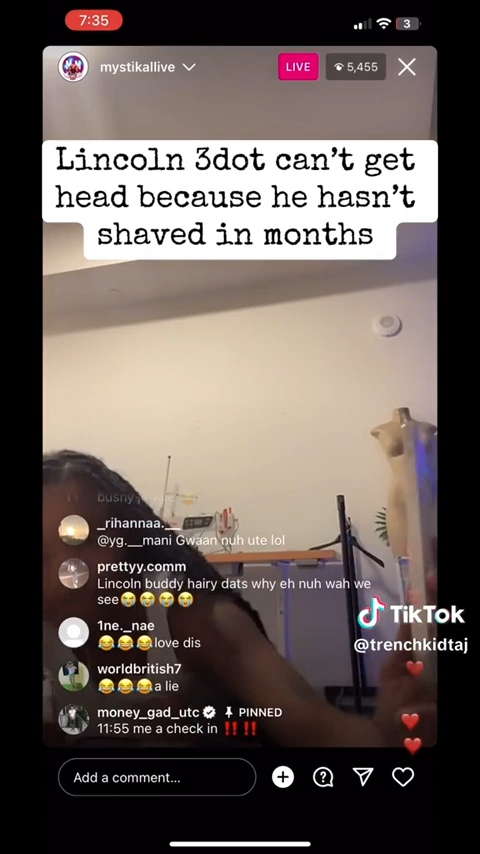 7:35
3
mystikallive
LIVE
5,455
Lincoln 3dot can't get
head because he hasn't
shaved in months
_rihannaa.__
@yg.__mani Gwaan nuh ute lol
prettyy.comm
Lincoln buddy hairy dats why eh nuh wah we
see😭😭😭😭
1ne._nae
😂😂😂love dis
worldbritish7
😂😂😂a lie
money_gad_utc PINNED
11:55 me a check in ‼️‼️
TikTok
@trenchkidtaj
Add a comment...